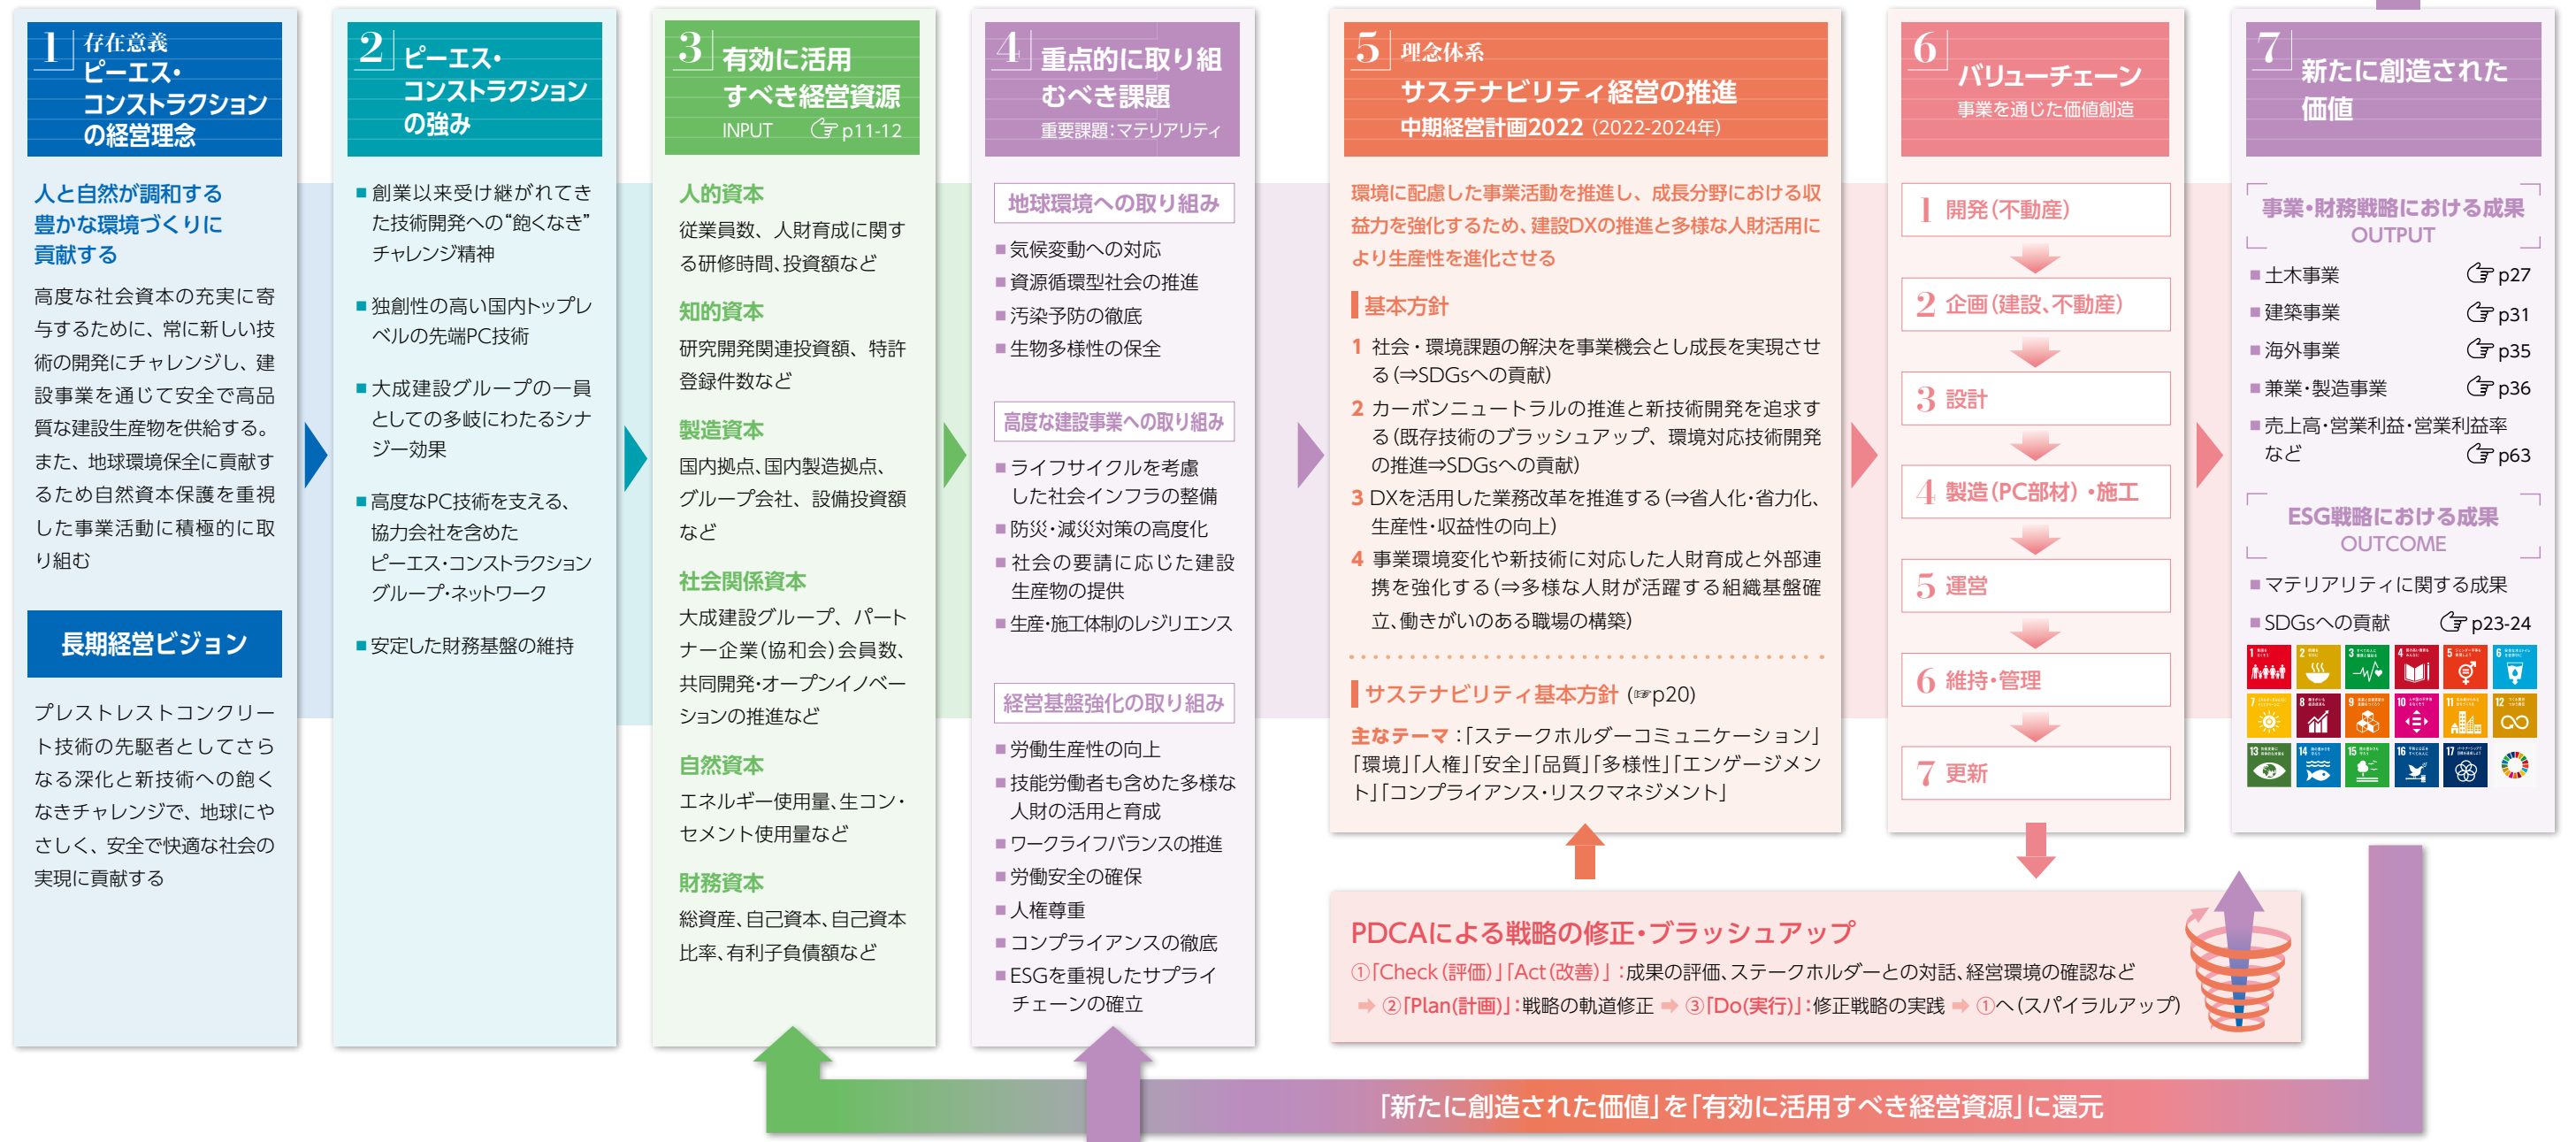 1 存在意義
ピーエス・
コンストラクション
の経営理念
人と自然が調和する
豊かな環境づくりに
貢献する
高度な社会資本の充実に寄
与するために、常に新しい技
術の開発にチャレンジし、建
設事業を通じて安全で高品
質な建設生産物を供給する。
また、地球環境保全に貢献す
るため自然資本保護を重視
した事業活動に積極的に取
り組む
長期経営ビジョン
プレストレストコンクリー
ト技術の先駆者としてさら
なる深化と新技術への飽く
なきチャレンジで、地球にや
さしく、安全で快適な社会の
実現に貢献する
2 ピーエス・
コンストラクション
の強み
■創業以来受け継がれてき
た技術開発への“飽くなき”
チャレンジ精神
■独創性の高い国内トップレ
ベルの先端PC技術
■大成建設グループの一員
としての多岐にわたるシナ
ジー効果
■高度なPC技術を支える、
協力会社を含めた
ピーエス・コンストラクション
グループ・ネットワーク
■安定した財務基盤の維持
3 有効に活用
すべき経営資源
INPUT ☞p11-12
人的資本
従業員数、人財育成に関す
る研修時間、投資額など
知的資本
研究開発関連投資額、特許
登録件数など
製造資本
国内拠点、国内製造拠点、
グループ会社、設備投資額
など
社会関係資本
大成建設グループ、パート
ナー企業（協和会）会員数、
共同開発・オープンイノベー
ションの推進など
自然資本
エネルギー使用量、生コン・
セメント使用量など
財務資本
総資産、自己資本、自己資本
比率、有利子負債額など
4 重点的に取り組
むべき課題
重要課題：マテリアリティ
地球環境への取り組み
■気候変動への対応
■資源循環型社会の推進
■汚染予防の徹底
■生物多様性の保全
高度な建設事業への取り組み
■ライフサイクルを考慮
した社会インフラの整備
■防災・減災対策の高度化
■社会の要請に応じた建設
生産物の提供
■生産・施工体制のレジリエンス
経営基盤強化の取り組み
■労働生産性の向上
■技能労働者も含めた多様な
人財の活用と育成
■ワークライフバランスの推進
■労働安全の確保
■人権尊重
■コンプライアンスの徹底
■ESGを重視したサプライ
チェーンの確立
5 理念体系
サステナビリティ経営の推進
中期経営計画2022（2022-2024年）
環境に配慮した事業活動を推進し、成長分野における収
益力を強化するため、建設DXの推進と多様な人財活用に
より生産性を進化させる
基本方針
1 社会・環境課題の解決を事業機会とし成長を実現させ
る（⇒SDGsへの貢献）
2 カーボンニュートラルの推進と新技術開発を追求す
る（既存技術のブラッシュアップ、環境対応技術開発
の推進⇒SDGsへの貢献）
3 DXを活用した業務改革を推進する（⇒省人化・省力化、
生産性・収益性の向上）
4 事業環境変化や新技術に対応した人財育成と外部連
携を強化する（⇒多様な人財が活躍する組織基盤確
立、働きがいのある職場の構築）
サステナビリティ基本方針（☞p20）
主なテーマ：「ステークホルダーコミュニケーション」
「環境」「人権」「安全」「品質」「多様性」「エンゲージメン
ト」「コンプライアンス・リスクマネジメント」
6 バリューチェーン
事業を通じた価値創造
1 開発（不動産）
2 企画（建設、不動産）
3 設計
4 製造（PC部材）・施工
5 運営
6 維持・管理
7 更新
7 新たに創造された
価値
事業・財務戦略における成果
OUTPUT
■土木事業 ☞p27
■建築事業 ☞p31
■海外事業 ☞p35
■兼業・製造事業 ☞p36
■売上高・営業利益・営業利益率
など ☞p63
ESG戦略における成果
OUTCOME
■マテリアリティに関する成果
■SDGsへの貢献 ☞p23-24
1 2 3 4 5 6
7 8 9 10 11 12
13 14 15 16 17
PDCAによる戦略の修正・ブラッシュアップ
①「Check（評価）」「Act（改善）」：成果の評価、ステークホルダーとの対話、経営環境の確認など
➡ ②「Plan(計画)」：戦略の軌道修正 ➡ ③「Do(実行)」：修正戦略の実践 ➡ ①へ（スパイラルアップ）
「新たに創造された価値」を「有効に活用すべき経営資源」に還元